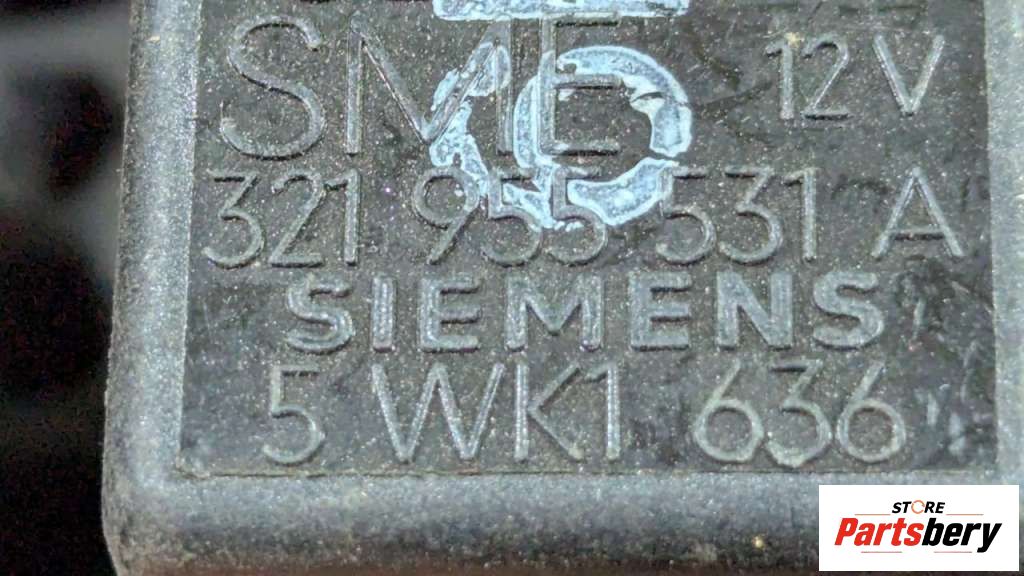 SME 12V
321 955 531 A
SIEMENS
5 WK1 636
STORE
Partsbery